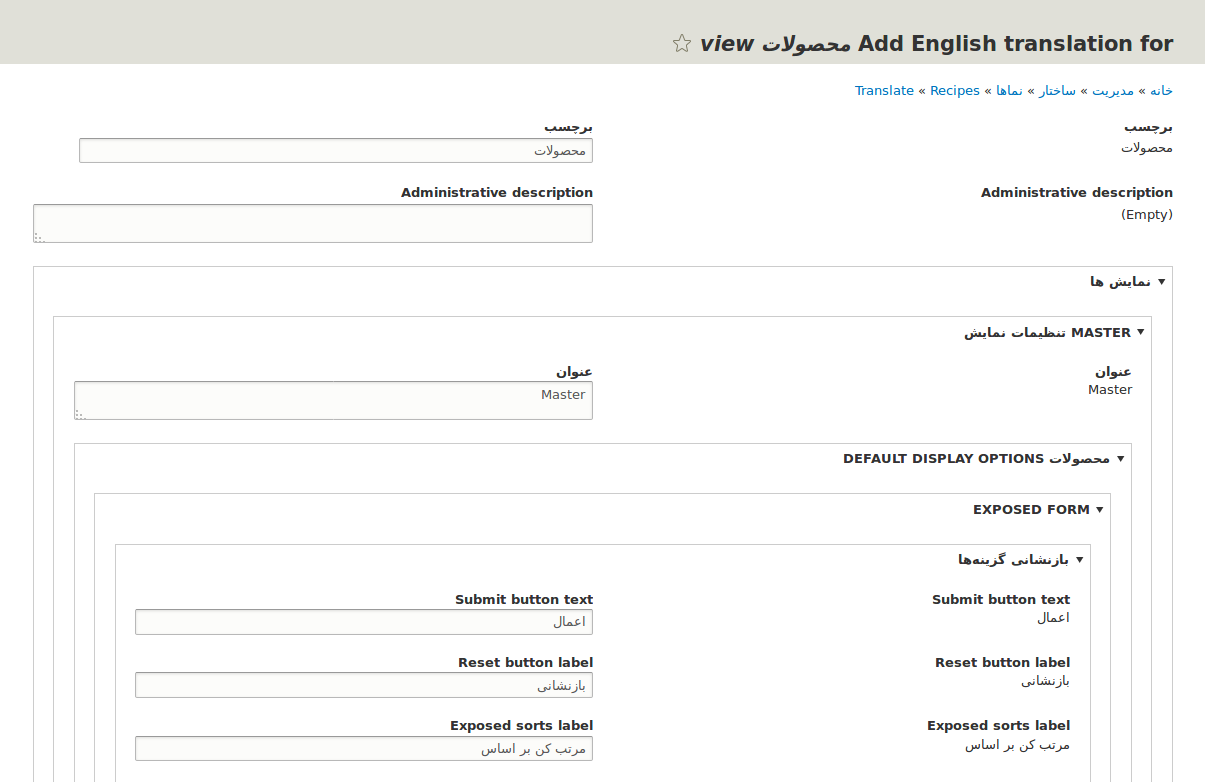 Add English translation for محصولات view
خانه » مدیریت » ساختار » نماها » Recipes » Translate
برچسب
محصولات
برچسب
محصولات
Administrative description
(Empty)
Administrative description
نمایش ها
MASTER تنظیمات نمایش
عنوان
Master
عنوان
Master
محصولات DEFAULT DISPLAY OPTIONS
EXPOSED FORM
بازنشانی گزینه‌ها
Submit button text
اعمال
Submit button text
اعمال
Reset button label
بازنشانی
Reset button label
بازنشانی
Exposed sorts label
مرتب کن بر اساس
Exposed sorts label
مرتب کن بر اساس